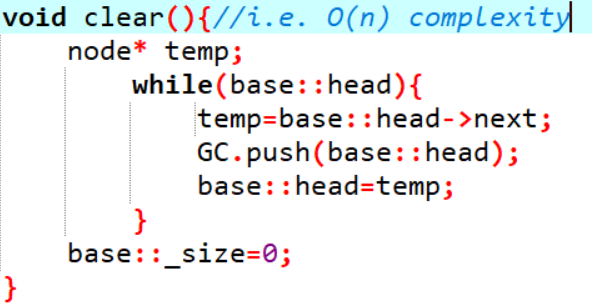 void clear(){//i.e. O(n) complexity
    node* temp;
        while(base::head){
            temp=base::head->next;
            GC.push(base::head);
            base::head=temp;
        }
    base::_size=0;
}